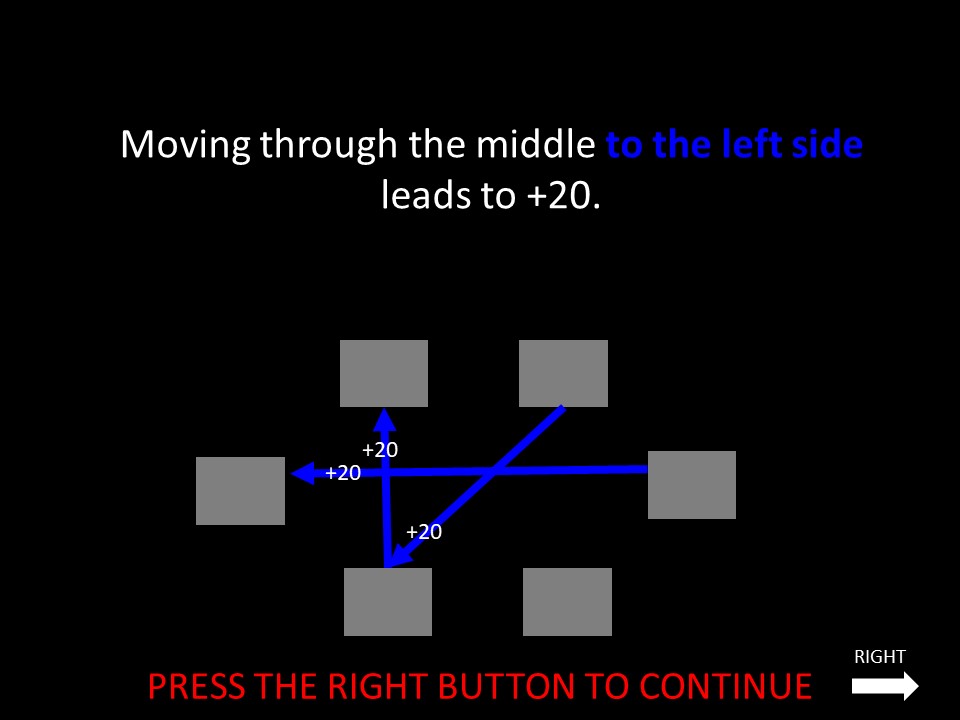 Moving through the middle to the left side
leads to +20.
+20
+20
+20
RIGHT
PRESS THE RIGHT BUTTON TO CONTINUE